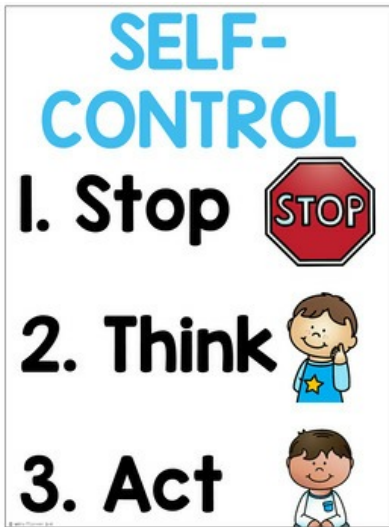 SELF-
CONTROL
1. Stop
STOP
2. Think
3. Act